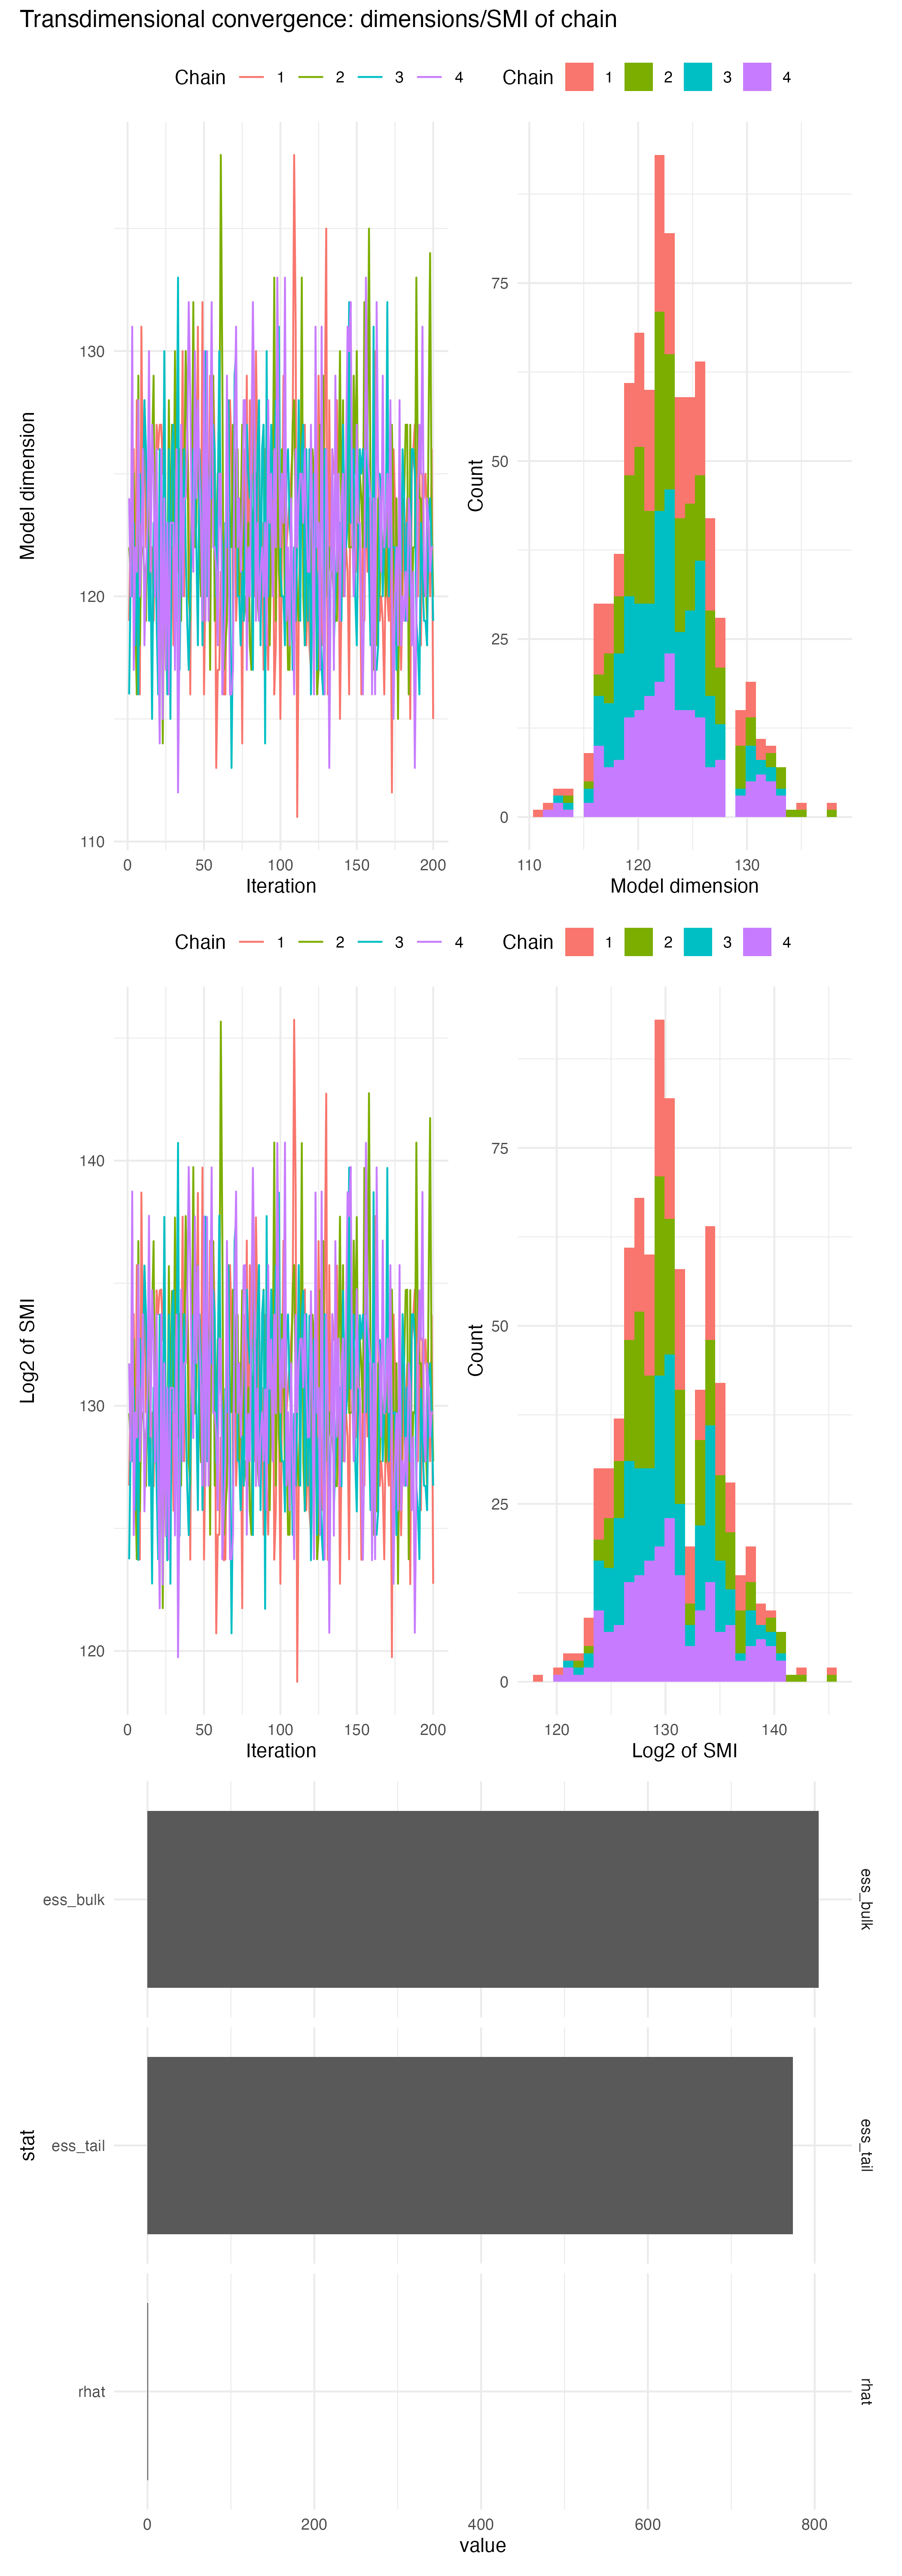 Transdimensional convergence: dimensions/SMI of chain
Chain 1 2 3 4
Chain 1 2 3 4
Model dimension
130
120
110
0 50 100 150 200
Iteration
Count
75
50
25
0
110 120 130
Model dimension
Chain 1 2 3 4
Chain 1 2 3 4
Log2 of SMI
140
130
120
0 50 100 150 200
Iteration
Count
75
50
25
0
120 130 140
Log2 of SMI
stat
ess_bulk
ess_bulk
ess_tail
ess_tail
rhat
rhat
0 200 400 600 800
value